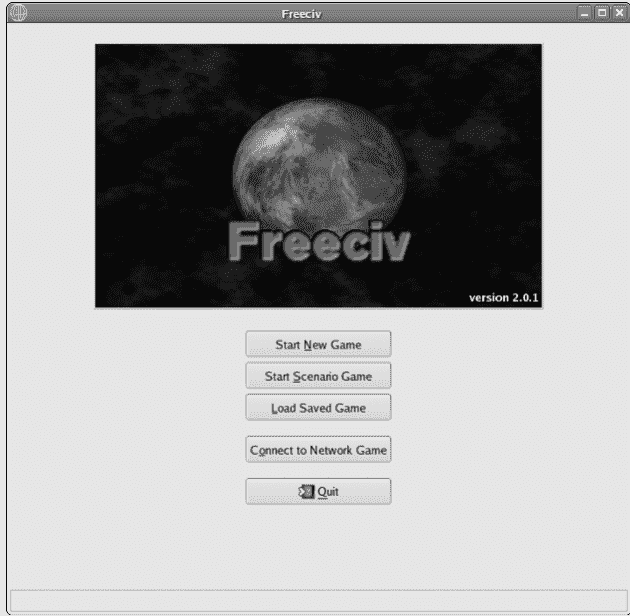 Freeciv
Freeciv
version 2.0.1
Start New Game
Start Scenario Game
Load Saved Game
Connect to Network Game
Quit